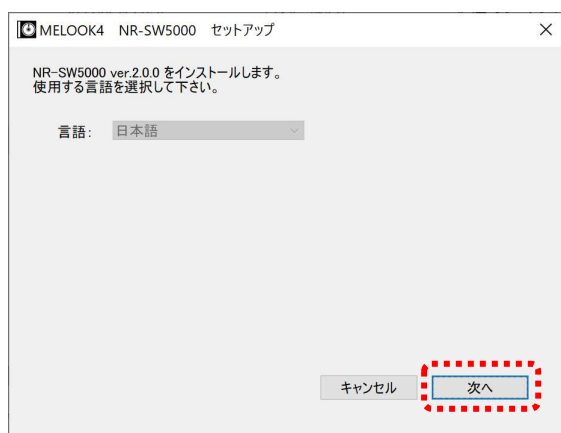 MELOOK4 NR-SW5000 セットアップ
NR-SW5000 ver.2.0.0 をインストールします。
使用する言語を選択して下さい。
言語: 日本語
キャンセル 次へ